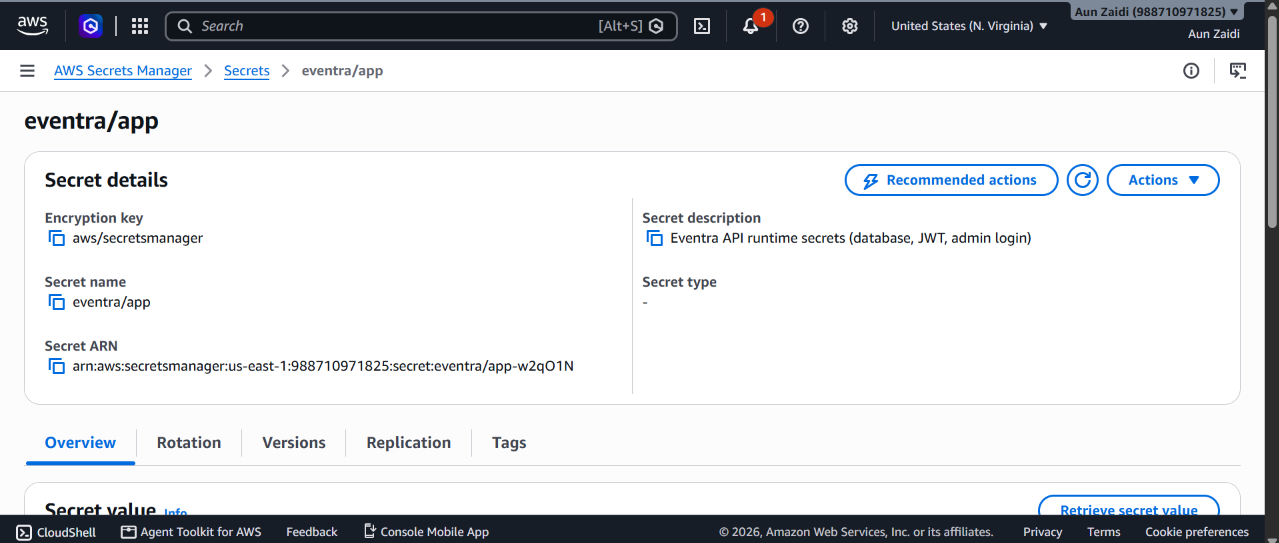 aws
Search [Alt+S]
1
United States (N. Virginia) ▼
Aun Zaidi (988710971825) ▼
Aun Zaidi
AWS Secrets Manager > Secrets > eventra/app
eventra/app
Secret details
Recommended actions
Actions ▼
Encryption key
aws/secretsmanager
Secret description
Eventra API runtime secrets (database, JWT, admin login)
Secret name
eventra/app
Secret type
-
Secret ARN
arn:aws:secretsmanager:us-east-1:988710971825:secret:eventra/app-w2qO1N
Overview Rotation Versions Replication Tags
Secret value Info
Retrieve secret value
CloudShell Agent Toolkit for AWS Feedback Console Mobile App © 2026, Amazon Web Services, Inc. or its affiliates. Privacy Terms Cookie preferences